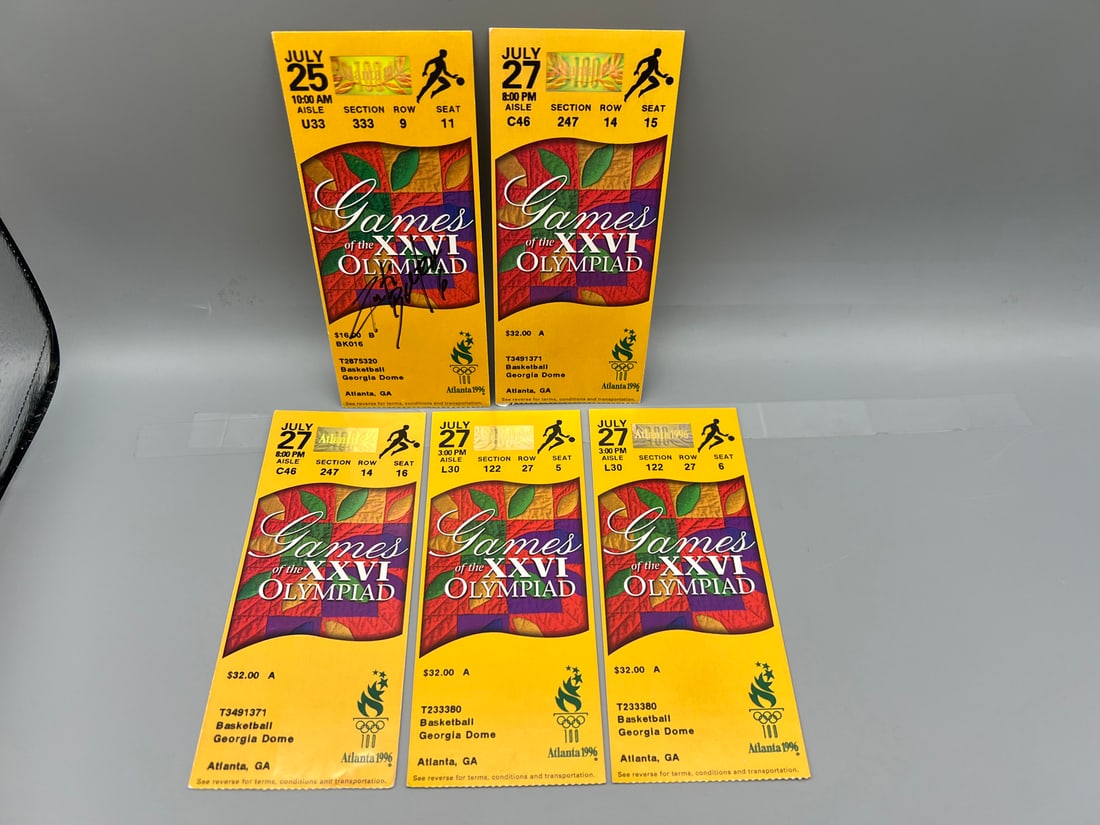 JULY
25
10:00 AM
AISLE SECTION ROW SEAT
U33 333 9 11
Games
of the XXVI
OLYMPIAD
$16.00 B
BK016
T2875320
Basketball
Georgia Dome
Atlanta, GA
Atlanta 1996
See reverse for terms, conditions and transportation.
JULY
27
8:00 PM
AISLE SECTION ROW SEAT
C46 247 14 15
100
Games
of the XXVI
OLYMPIAD
$32.00 A
T3491371
Basketball
Georgia Dome
Atlanta, GA
Atlanta 1996
See reverse for terms, conditions and transportation.
JULY
27
8:00 PM
AISLE SECTION ROW SEAT
C46 247 14 16
Atlanta
Games
of the XXVI
OLYMPIAD
$32.00 A
T3491371
Basketball
Georgia Dome
Atlanta, GA
100
Atlanta 1996
See reverse for terms, conditions and transportation.
JULY
27
3:00 PM
AISLE SECTION ROW SEAT
L30 122 27 5
100
Games
of the XXVI
OLYMPIAD
$32.00 A
T233380
Basketball
Georgia Dome
Atlanta, GA
100
Atlanta 1996
See reverse for terms, conditions and transportation.
JULY
27
3:00 PM
AISLE SECTION ROW SEAT
L30 122 27 6
Atlanta 1996
Games
of the XXVI
OLYMPIAD
$32.00 A
T233380
Basketball
Georgia Dome
Atlanta, GA
100
Atlanta 1996
See reverse for terms, conditions and transportation.